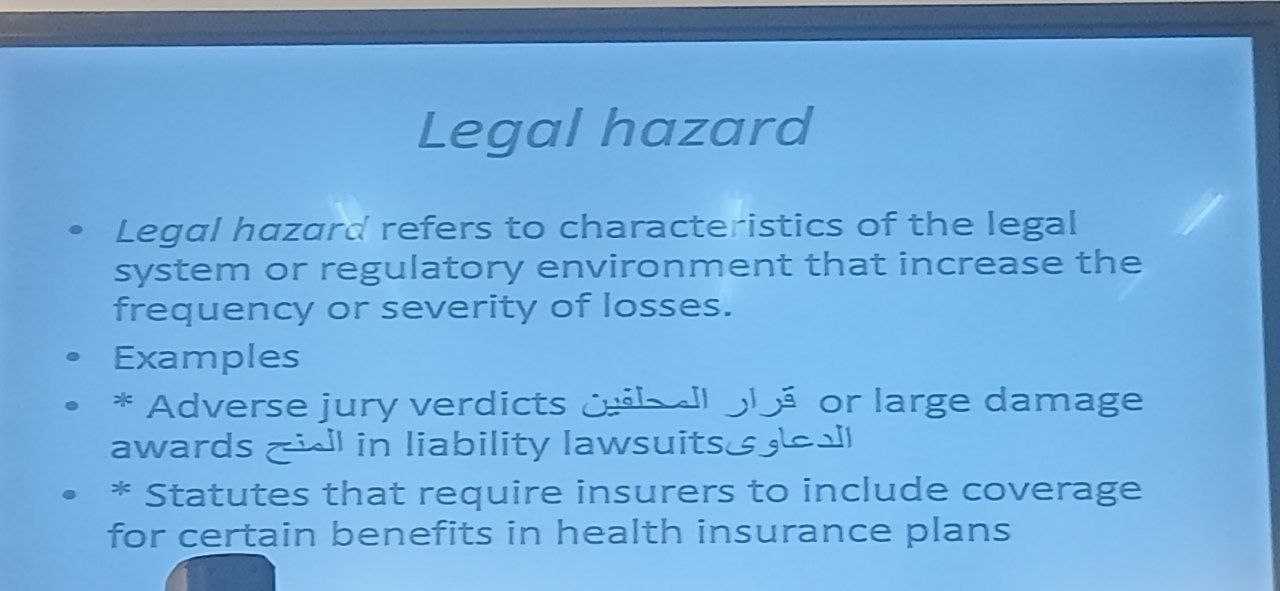 Legal hazard
• Legal hazard refers to characteristics of the legal
system or regulatory environment that increase the
frequency or severity of losses.
• Examples
• * Adverse jury verdicts قرار المحلفين or large damage
awards المنح in liability lawsuits الدعاوى
• * Statutes that require insurers to include coverage
for certain benefits in health insurance plans